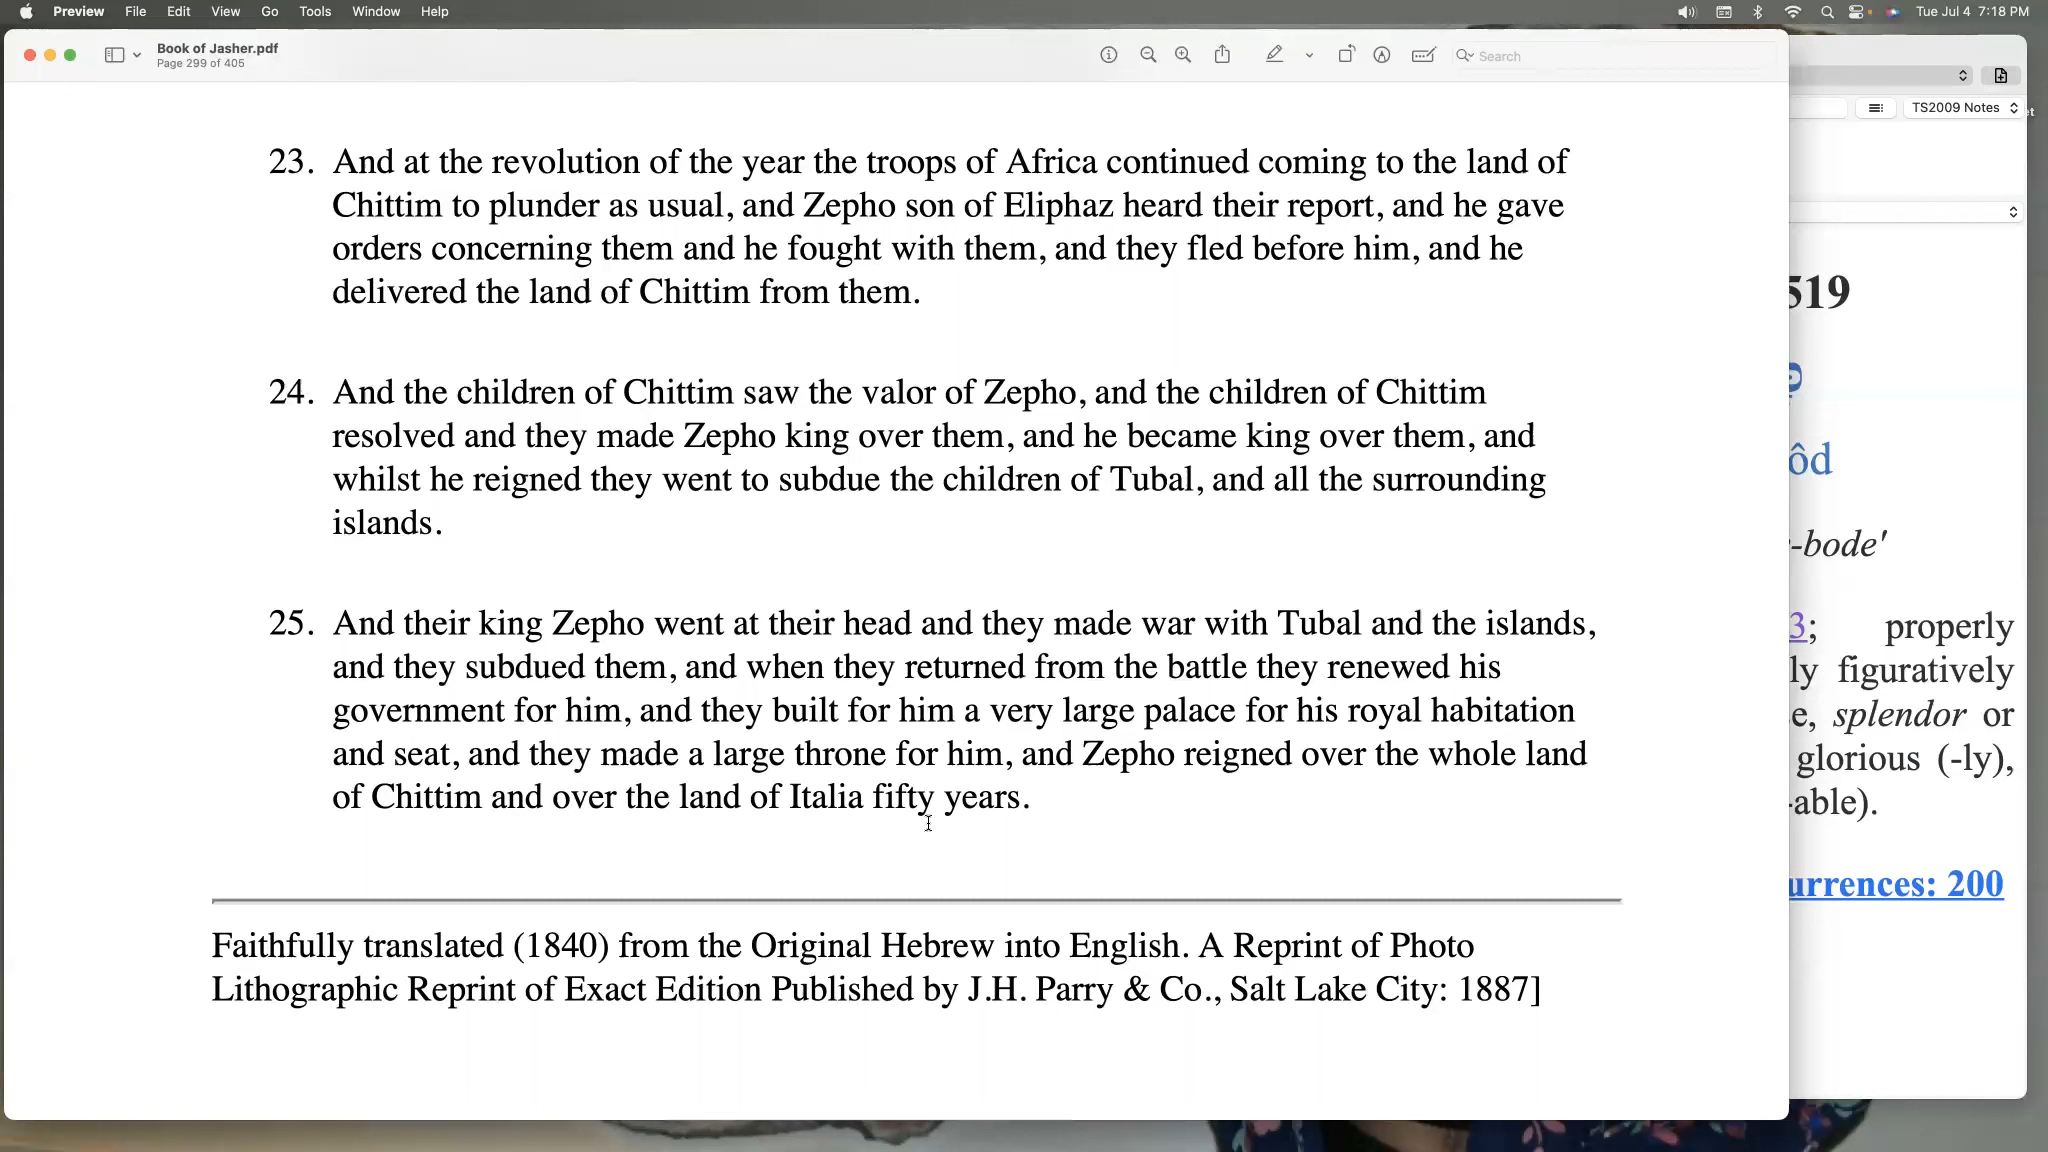 Preview File Edit View Go Tools Window Help
Tue Jul 4 7:18 PM
Book of Jasher.pdf
Page 299 of 405
Search
TS2009 Notes
23. And at the revolution of the year the troops of Africa continued coming to the land of
Chittim to plunder as usual, and Zepho son of Eliphaz heard their report, and he gave
orders concerning them and he fought with them, and they fled before him, and he
delivered the land of Chittim from them.
24. And the children of Chittim saw the valor of Zepho, and the children of Chittim
resolved and they made Zepho king over them, and he became king over them, and
whilst he reigned they went to subdue the children of Tubal, and all the surrounding
islands.
25. And their king Zepho went at their head and they made war with Tubal and the islands,
and they subdued them, and when they returned from the battle they renewed his
government for him, and they built for him a very large palace for his royal habitation
and seat, and they made a large throne for him, and Zepho reigned over the whole land
of Chittim and over the land of Italia fifty years.
Faithfully translated (1840) from the Original Hebrew into English. A Reprint of Photo
Lithographic Reprint of Exact Edition Published by J.H. Parry & Co., Salt Lake City: 1887]
519
ôd
-bode'
3; properly
ly figuratively
e, splendor or
glorious (-ly),
-able).
urrences: 200